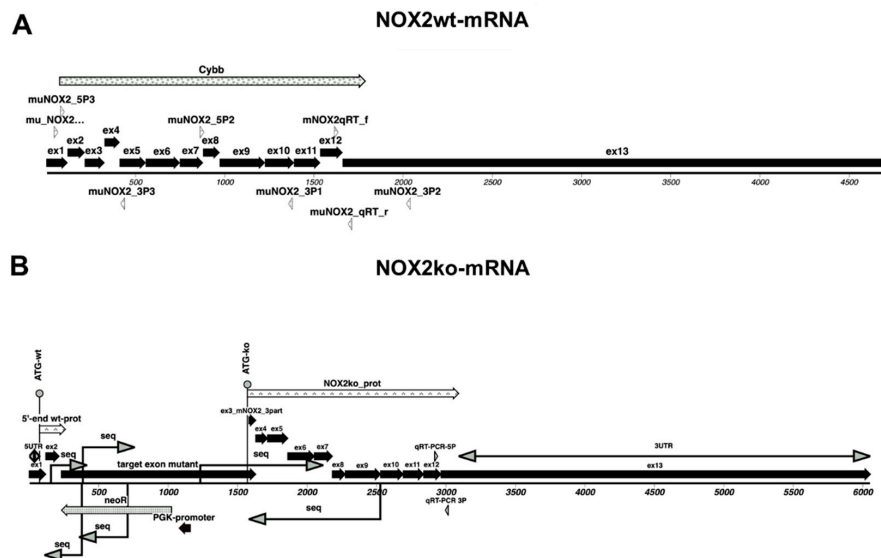 A
NOX2wt-mRNA
Cybb
muNOX2_5P3
mu_NOX2...
muNOX2_5P2
mNOX2qRT_f
ex4
ex2
ex8
ex12
ex1
ex3
ex5
ex6
ex7
ex9
ex10
ex11
ex13
500
1000
1500
2000
2500
3000
3500
4000
4500
muNOX2_3P3
muNOX2_3P1
muNOX2_3P2
muNOX2_qRT_r
B
NOX2ko-mRNA
ATG-wt
ATG-ko
NOX2ko_prot
5'-end wt-prot
ex3_mNOX2_3part
ex4
ex5
5UTR
ex2
seq
seq
seq
ex6
ex7
qRT-PCR-5P
3UTR
ex1
target exon mutant
ex8
ex9
ex10
ex11
ex12
ex13
500
1000
1500
2000
2500
3000
3500
4000
4500
5000
5500
6000
neoR
PGK-promoter
seq
qRT-PCR 3P
seq
seq